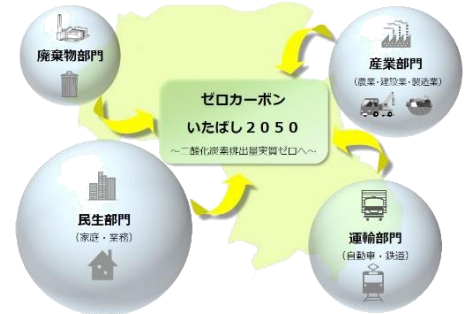 廃棄物部門
産業部門
(農業・建設業・製造業)
ゼロカーボン
いたばし2050
～二酸化炭素排出量実質ゼロへ～
民生部門
(家庭・業務)
運輸部門
(自動車・鉄道)